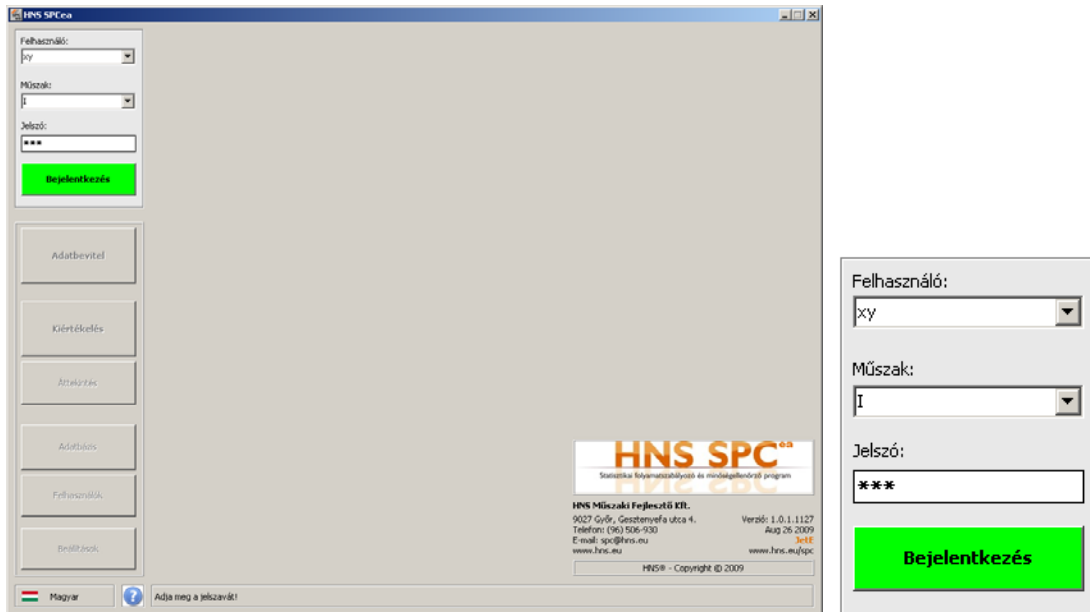 HNS SPCea
Felhasználó:
xy
Műszak:
I
Jelszó:
***
Bejelentkezés
Adatbevitel
Kiértékelés
Áttekintés
Adatbázis
Felhasználók
Beállítások
HNS SPC ea
Statisztikai folyamatszabályozó és minőségellenőrző program
HNS Műszaki Fejlesztő Kft.
9027 Győr, Gesztenyefa utca 4. Verzió: 1.0.1.1127
Telefon: (96) 506-930 Aug 26 2009
E-mail: spc@hns.eu JetE
www.hns.eu www.hns.eu/spc
HNS® - Copyright © 2009
Magyar
Adja meg a jelszavát!
Felhasználó:
xy
Műszak:
I
Jelszó:
***
Bejelentkezés